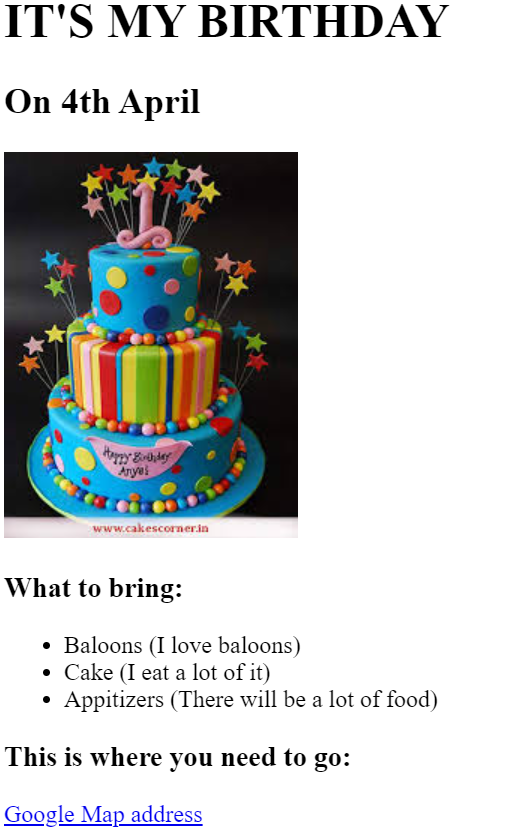 IT'S MY BIRTHDAY
On 4th April
1
Happy Birthday
Anya!
www.cakescorner.in
What to bring:
Baloons (I love baloons)
Cake (I eat a lot of it)
Appitizers (There will be a lot of food)
This is where you need to go:
Google Map address